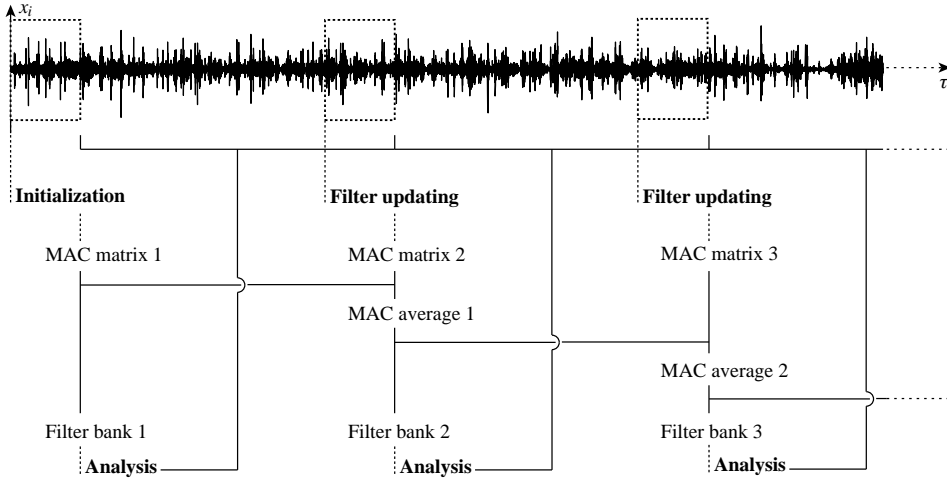 x_i
τ
Initialization
Filter updating
Filter updating
MAC matrix 1
MAC matrix 2
MAC matrix 3
MAC average 1
MAC average 2
Filter bank 1
Filter bank 2
Filter bank 3
Analysis
Analysis
Analysis